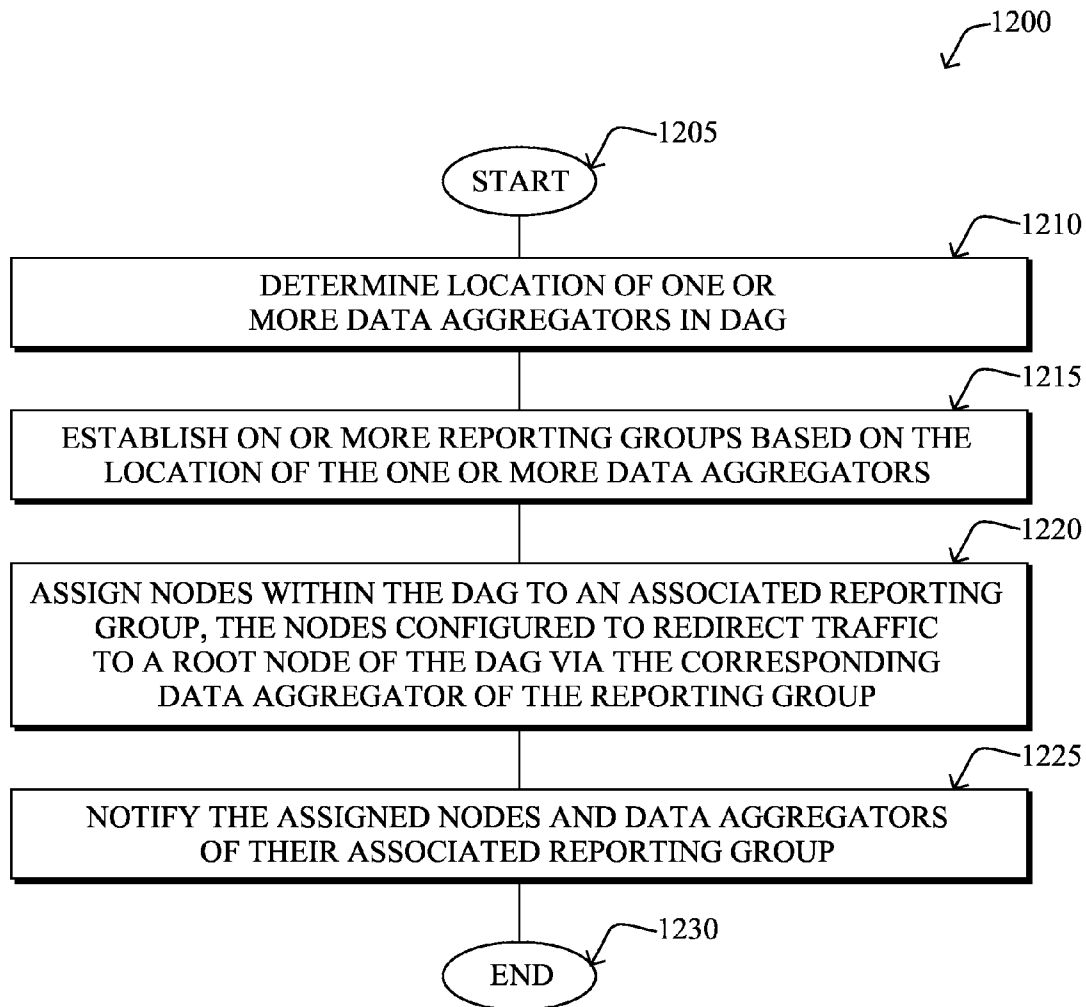 1200
1205
START
1210
DETERMINE LOCATION OF ONE OR
MORE DATA AGGREGATORS IN DAG
1215
ESTABLISH ON OR MORE REPORTING GROUPS BASED ON THE
LOCATION OF THE ONE OR MORE DATA AGGREGATORS
1220
ASSIGN NODES WITHIN THE DAG TO AN ASSOCIATED REPORTING
GROUP, THE NODES CONFIGURED TO REDIRECT TRAFFIC
TO A ROOT NODE OF THE DAG VIA THE CORRESPONDING
DATA AGGREGATOR OF THE REPORTING GROUP
1225
NOTIFY THE ASSIGNED NODES AND DATA AGGREGATORS
OF THEIR ASSOCIATED REPORTING GROUP
1230
END